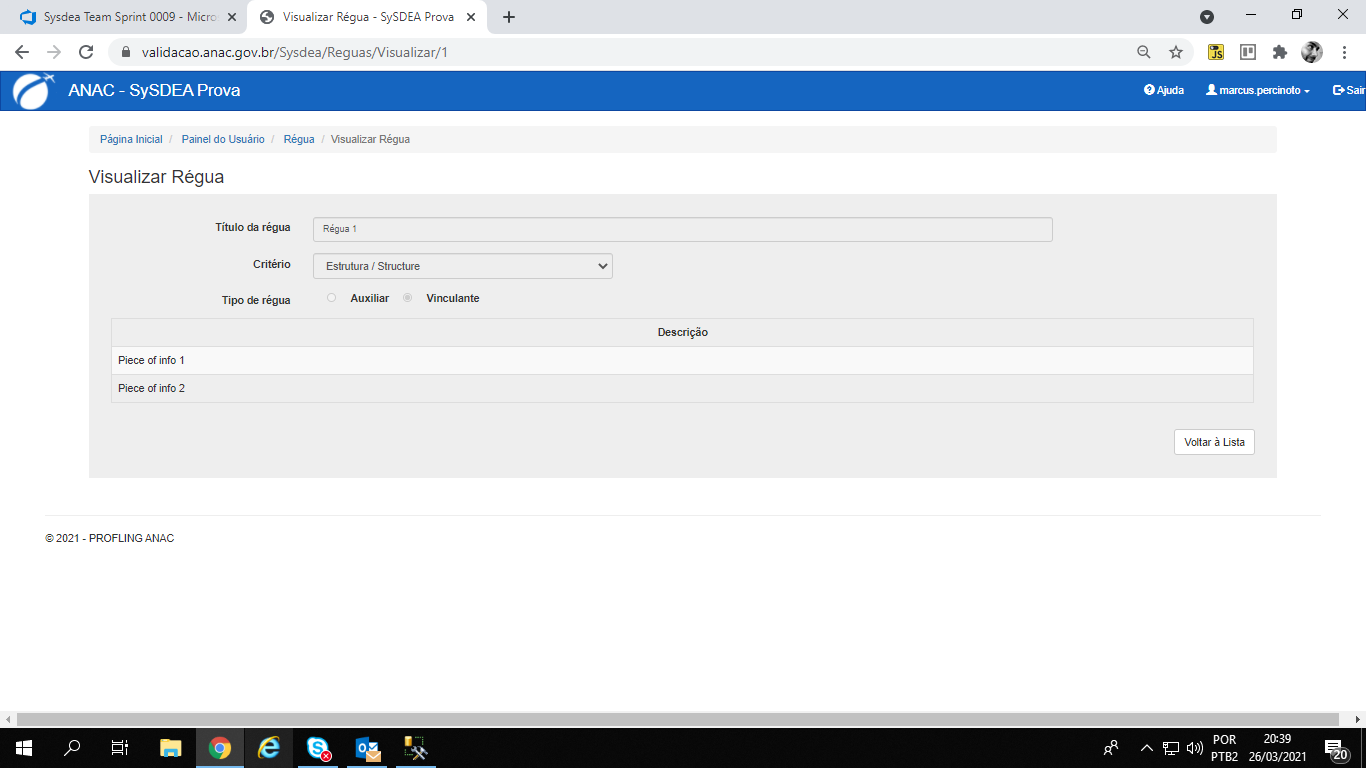 Sysdea Team Sprint 0009 - Micro
Visualizar Régua - SySDEA Prova
validacao.anac.gov.br/Sysdea/Reguas/Visualizar/1
JS
ANAC - SySDEA Prova
Ajuda
marcus.percinoto
Sair
Página Inicial / Painel do Usuário / Régua / Visualizar Régua
Visualizar Régua
Título da régua
Régua 1
Critério
Estrutura / Structure
Tipo de régua
Auxiliar
Vinculante
Descrição
Piece of info 1
Piece of info 2
Voltar à Lista
© 2021 - PROFLING ANAC
POR
PTB2
20:39
26/03/2021
20